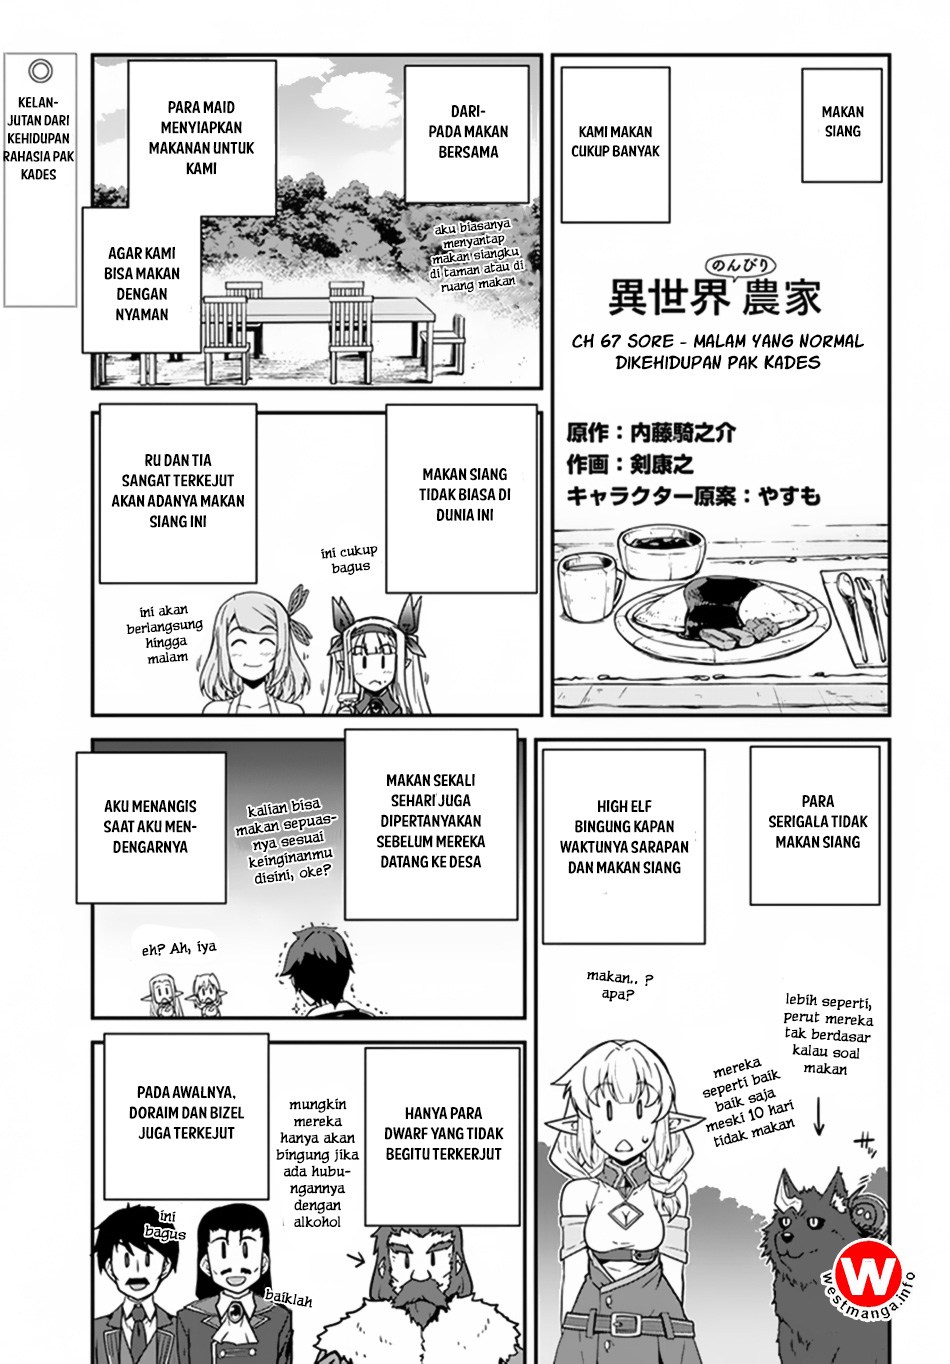 MAKAN
SIANG
KAMI MAKAN
CUKUP BANYAK
のんびり
異世界 農家
CH 67 SORE - MALAM YANG NORMAL
DIKEHIDUPAN PAK KADES
原作：内藤騎之介
作画：剣康之
キャラクター原案：やすも
DARI-
PADA MAKAN
BERSAMA
aku biasanya
menyantap
makan siangku
di taman atau di
ruang makan
PARA MAID
MENYIAPKAN
MAKANAN UNTUK
KAMI
AGAR KAMI
BISA MAKAN
DENGAN
NYAMAN
KELAN-
JUTAN DARI
KEHIDUPAN
RAHASIA PAK
KADES
MAKAN SIANG
TIDAK BIASA DI
DUNIA INI
RU DAN TIA
SANGAT TERKEJUT
AKAN ADANYA MAKAN
SIANG INI
ini cukup
bagus
ini akan
berlangsung
hingga
malam
PARA
SERIGALA TIDAK
MAKAN SIANG
HIGH ELF
BINGUNG KAPAN
WAKTUNYA SARAPAN
DAN MAKAN SIANG
makan.. ?
apa?
lebih seperti,
perut mereka
tak berdasar
kalau soal
makan
mereka
seperti baik
baik saja
meski 10 hari
tidak makan
MAKAN SEKALI
SEHARI JUGA
DIPERTANYAKAN
SEBELUM MEREKA
DATANG KE DESA
kalian bisa
makan sepuas-
nya sesuai
keinginanmu
disini, oke?
AKU MENANGIS
SAAT AKU MEN-
DENGARNYA
eh? Ah, iya
HANYA PARA
DWARF YANG TIDAK
BEGITU TERKERJUT
mungkin
mereka
hanya akan
bingung jika
ada hubu-
ngannya
dengan
alkohol
PADA AWALNYA,
DORAIM DAN BIZEL
JUGA TERKEJUT
ini
bagus
baiklah
W
westmanga.info